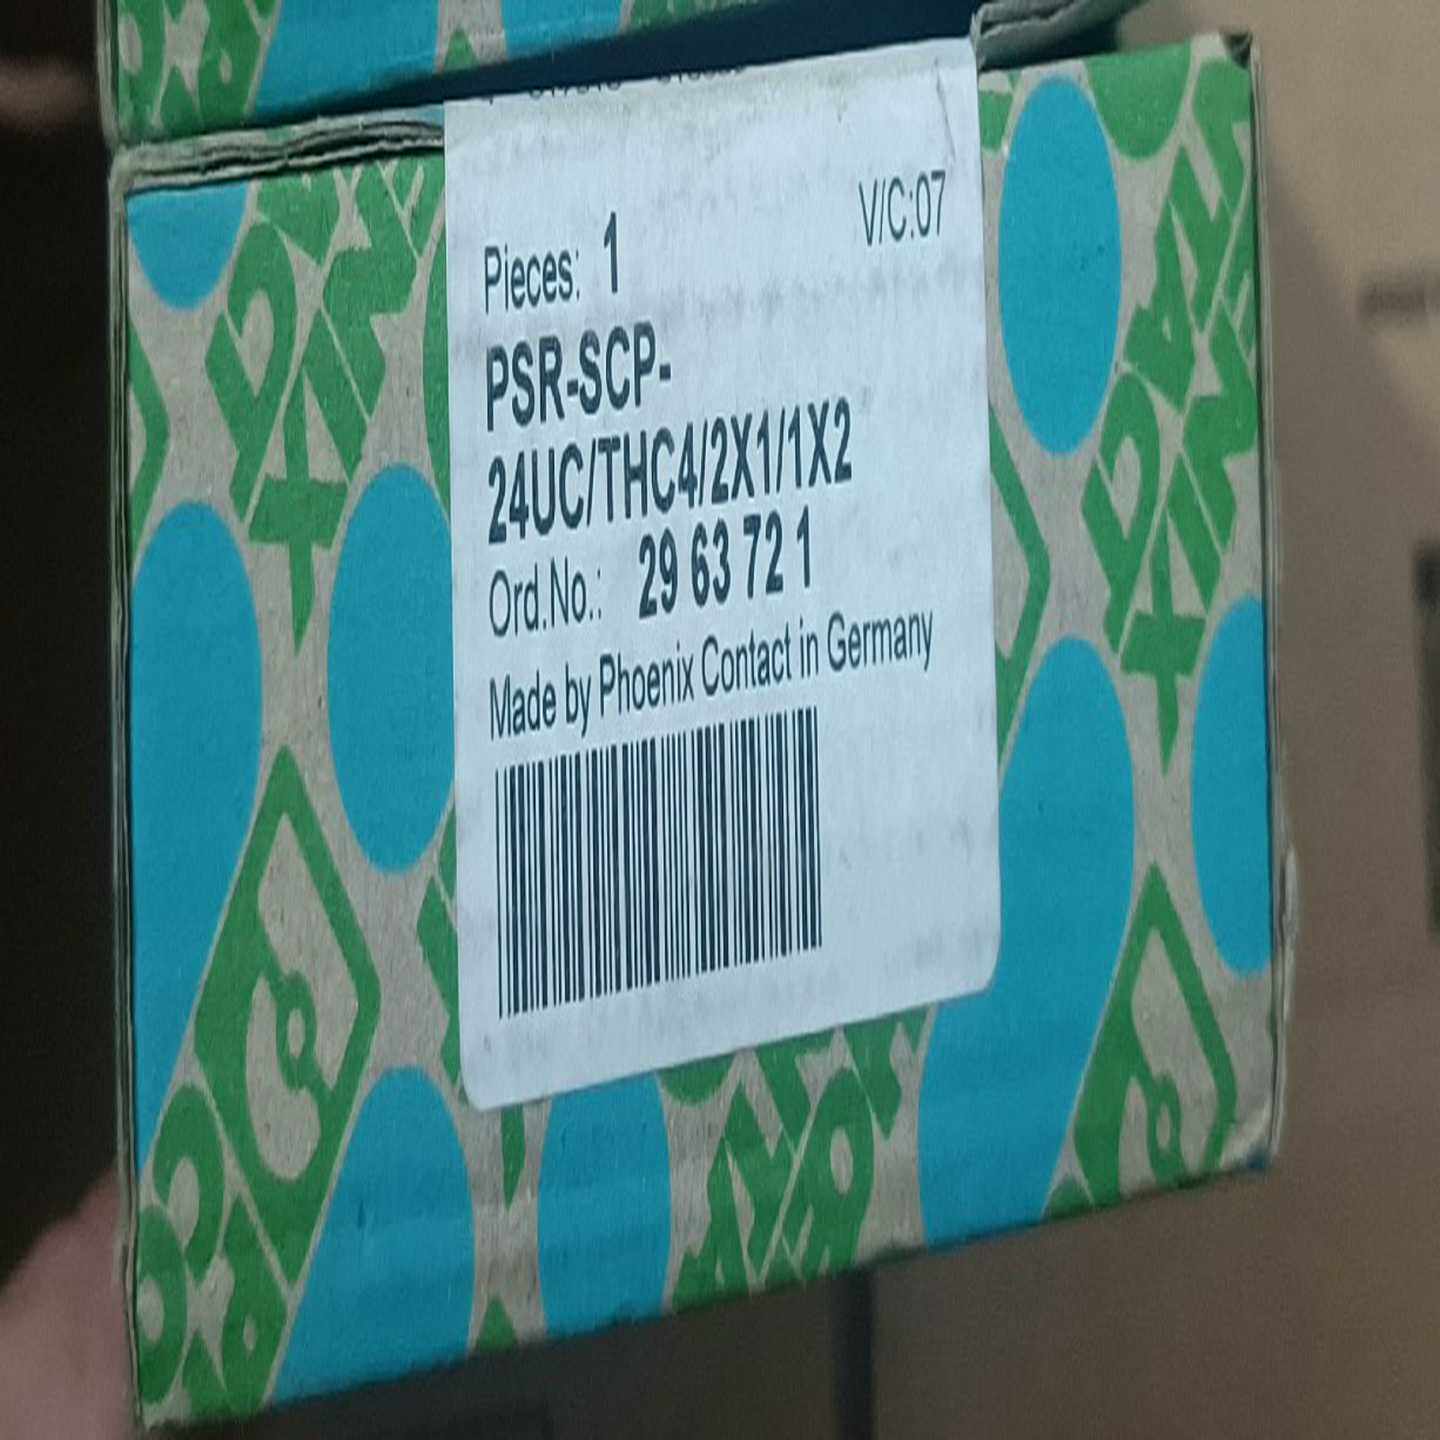 V/C:07
Pieces: 1
PSR-SCP-
24UC/THC4/2X1/1X2
Ord.No.: 29 63 72 1
Made by Phoenix Contact in Germany